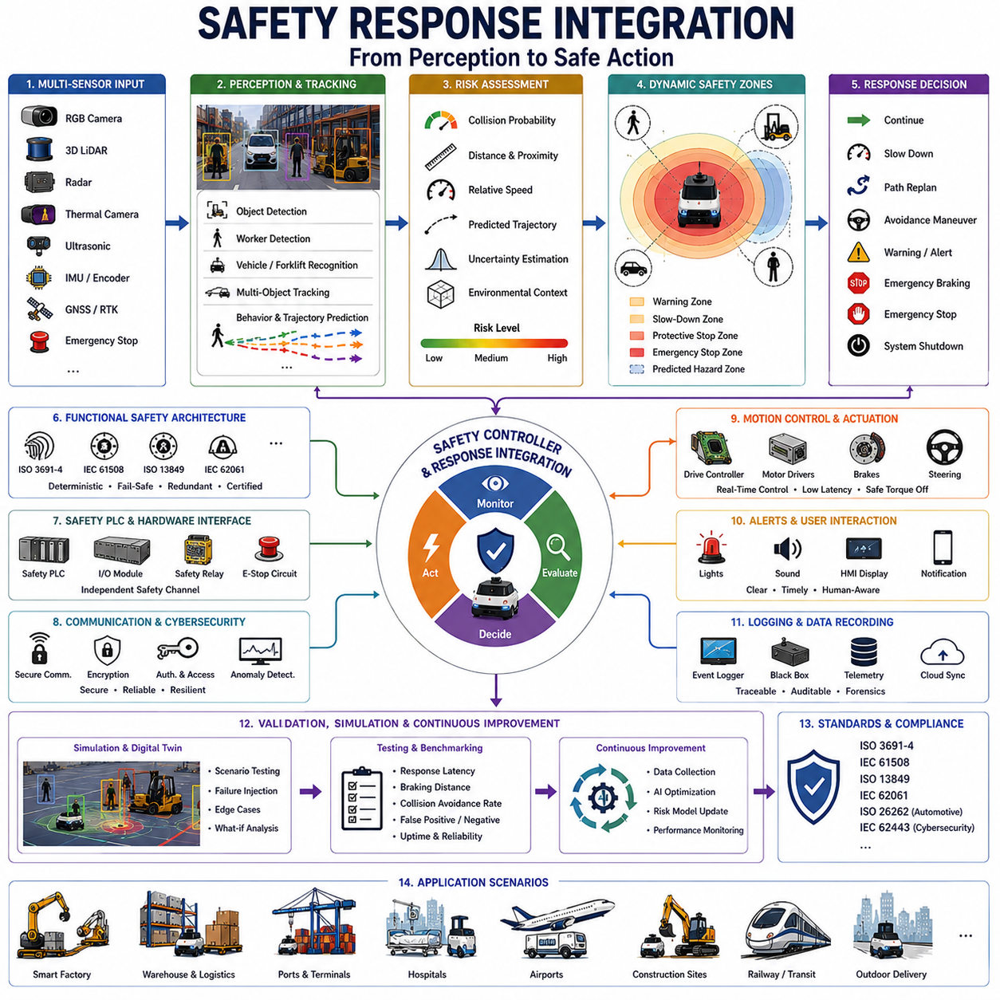 SAFETY RESPONSE INTEGRATION
From Perception to Safe Action
1. MULTI-SENSOR INPUT
RGB Camera
3D LiDAR
Radar
Thermal Camera
Ultrasonic
IMU / Encoder
GNSS / RTK
Emergency Stop
...
2. PERCEPTION & TRACKING
Object Detection
Worker Detection
Vehicle / Forklift Recognition
Multi-Object Tracking
Behavior & Trajectory Prediction
...
3. RISK ASSESSMENT
Collision Probability
Distance & Proximity
Relative Speed
Predicted Trajectory
Uncertainty Estimation
Environmental Context
Risk Level
Low Medium High
4. DYNAMIC SAFETY ZONES
Warning Zone
Slow-Down Zone
Protective Stop Zone
Emergency Stop Zone
Predicted Hazard Zone
5. RESPONSE DECISION
Continue
Slow Down
Path Replan
Avoidance Maneuver
Warning / Alert
STOP
Emergency Braking
Emergency Stop
System Shutdown
6. FUNCTIONAL SAFETY ARCHITECTURE
...
ISO 3691-4 IEC 61508 ISO 13849 IEC 62061
Deterministic • Fail-Safe • Redundant • Certified
7. SAFETY PLC & HARDWARE INTERFACE
Safety PLC I/O Module Safety Relay E-Stop Circuit
Independent Safety Channel
8. COMMUNICATION & CYBERSECURITY
Secure Comm. Encryption Auth. & Access Anomaly Detect.
Secure • Reliable • Resilient
SAFETY CONTROLLER
& RESPONSE INTEGRATION
Monitor
Act
Evaluate
Decide
9. MOTION CONTROL & ACTUATION
Drive Controller Motor Drivers Brakes Steering
Real-Time Control • Low Latency • Safe Torque Off
10. ALERTS & USER INTERACTION
Lights Sound HMI Display Notification
Clear • Timely • Human-Aware
11. LOGGING & DATA RECORDING
Event Logger Black Box Telemetry Cloud Sync
Traceable • Auditable • Forensics
12. VALIDATION, SIMULATION & CONTINUOUS IMPROVEMENT
Simulation & Digital Twin
• Scenario Testing
• Failure Injection
• Edge Cases
• What-if Analysis
Testing & Benchmarking
• Response Latency
• Braking Distance
• Collision Avoidance Rate
• False Positive / Negative
• Uptime & Reliability
Continuous Improvement
AI
• Data Collection
• AI Optimization
• Risk Model Update
• Performance Monitoring
13. STANDARDS & COMPLIANCE
ISO 3691-4
IEC 61508
ISO 13849
IEC 62061
ISO 26262 (Automotive)
IEC 62443 (Cybersecurity)
...
14. APPLICATION SCENARIOS
...
Smart Factory Warehouse & Logistics Ports & Terminals Hospitals Airports Construction Sites Railway / Transit Outdoor Delivery